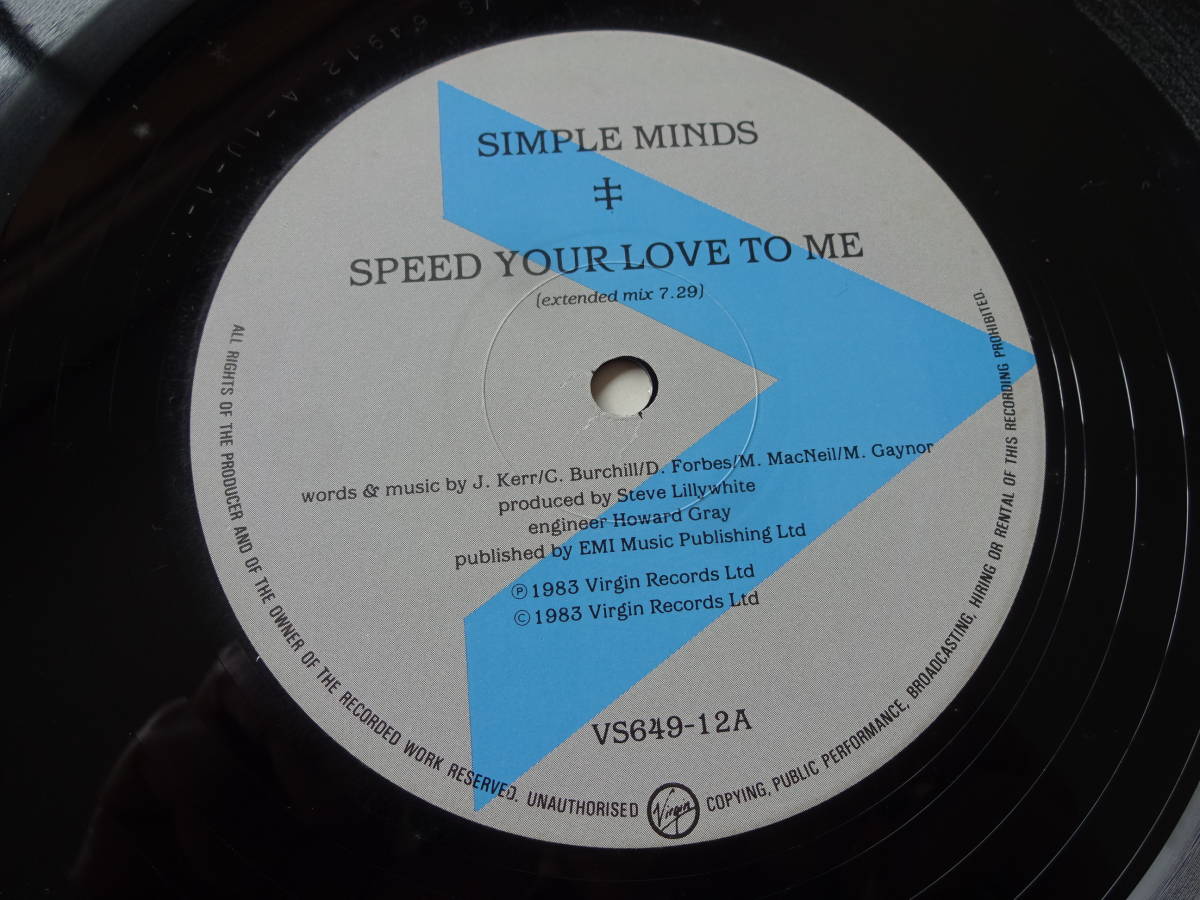 SIMPLE MINDS
SPEED YOUR LOVE TO ME
(extended mix 7.29)
words & music by J. Kerr/C. Burchill/D. Forbes/M. MacNeil/M. Gaynor
produced by Steve Lillywhite
engineer Howard Gray
published by EMI Music Publishing Ltd
℗ 1983 Virgin Records Ltd
© 1983 Virgin Records Ltd
VS649-12A
ALL RIGHTS OF THE PRODUCER AND OF THE OWNER OF THE RECORDED WORK RESERVED. UNAUTHORISED COPYING, PUBLIC PERFORMANCE, BROADCASTING, HIRING OR RENTAL OF THIS RECORDING PROHIBITED.
Virgin